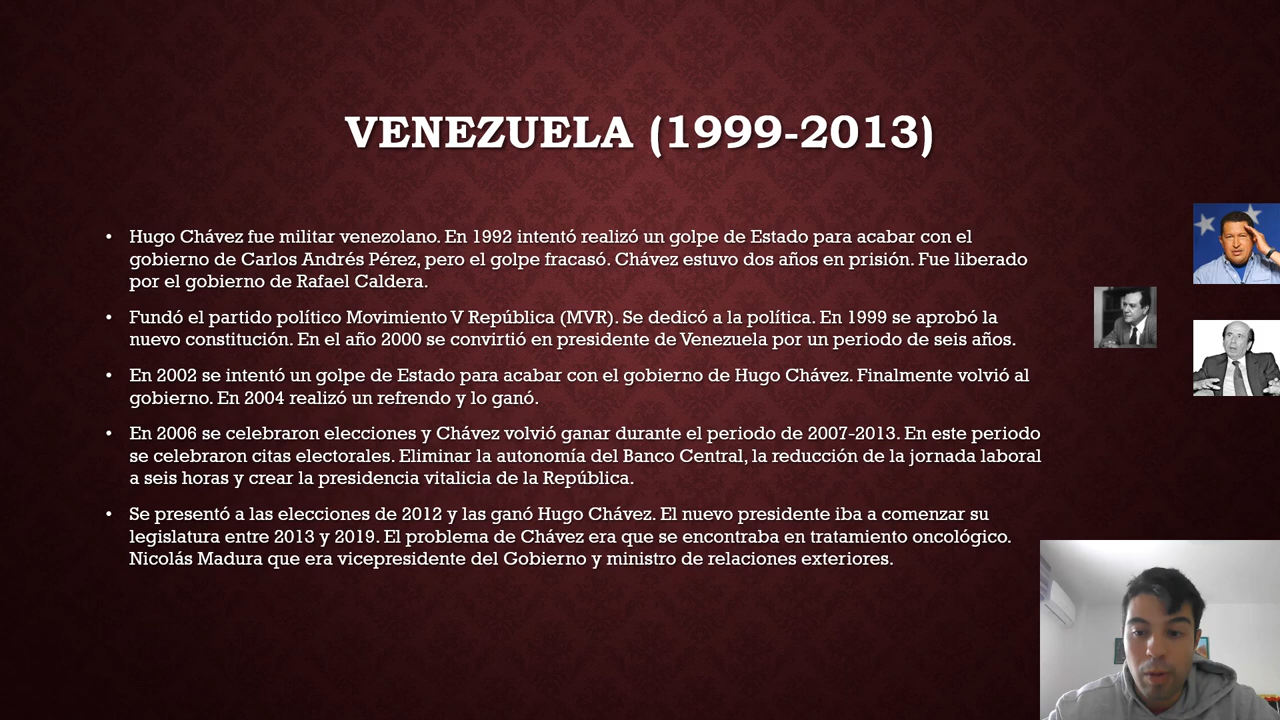 VENEZUELA (1999-2013)
• Hugo Chávez fue militar venezolano. En 1992 intentó realizó un golpe de Estado para acabar con el
gobierno de Carlos Andrés Pérez, pero el golpe fracasó. Chávez estuvo dos años en prisión. Fue liberado
por el gobierno de Rafael Caldera.
• Fundó el partido político Movimiento V República (MVR). Se dedicó a la política. En 1999 se aprobó la
nuevo constitución. En el año 2000 se convirtió en presidente de Venezuela por un periodo de seis años.
• En 2002 se intentó un golpe de Estado para acabar con el gobierno de Hugo Chávez. Finalmente volvió al
gobierno. En 2004 realizó un refrendo y lo ganó.
• En 2006 se celebraron elecciones y Chávez volvió ganar durante el periodo de 2007-2013. En este periodo
se celebraron citas electorales. Eliminar la autonomía del Banco Central, la reducción de la jornada laboral
a seis horas y crear la presidencia vitalicia de la República.
• Se presentó a las elecciones de 2012 y las ganó Hugo Chávez. El nuevo presidente iba a comenzar su
legislatura entre 2013 y 2019. El problema de Chávez era que se encontraba en tratamiento oncológico.
Nicolás Madura que era vicepresidente del Gobierno y ministro de relaciones exteriores.